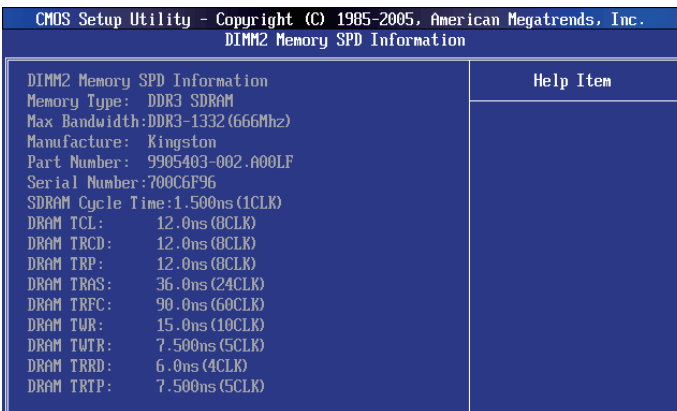 CMOS Setup Utility - Copyright (C) 1985-2005, American Megatrends, Inc.
DIMM2 Memory SPD Information
DIMM2 Memory SPD Information
Memory Type: DDR3 SDRAM
Max Bandwidth:DDR3-1332(666Mhz)
Manufacture: Kingston
Part Number: 9905403-002.A00LF
Serial Number:700C6F96
SDRAM Cycle Time:1.500ns(1CLK)
DRAM TCL: 12.0ns(8CLK)
DRAM TRCD: 12.0ns(8CLK)
DRAM TRP: 12.0ns(8CLK)
DRAM TRAS: 36.0ns(24CLK)
DRAM TRFC: 90.0ns(60CLK)
DRAM TWR: 15.0ns(10CLK)
DRAM TWTR: 7.500ns(5CLK)
DRAM TRRD: 6.0ns(4CLK)
DRAM TRTP: 7.500ns(5CLK)
Help Item